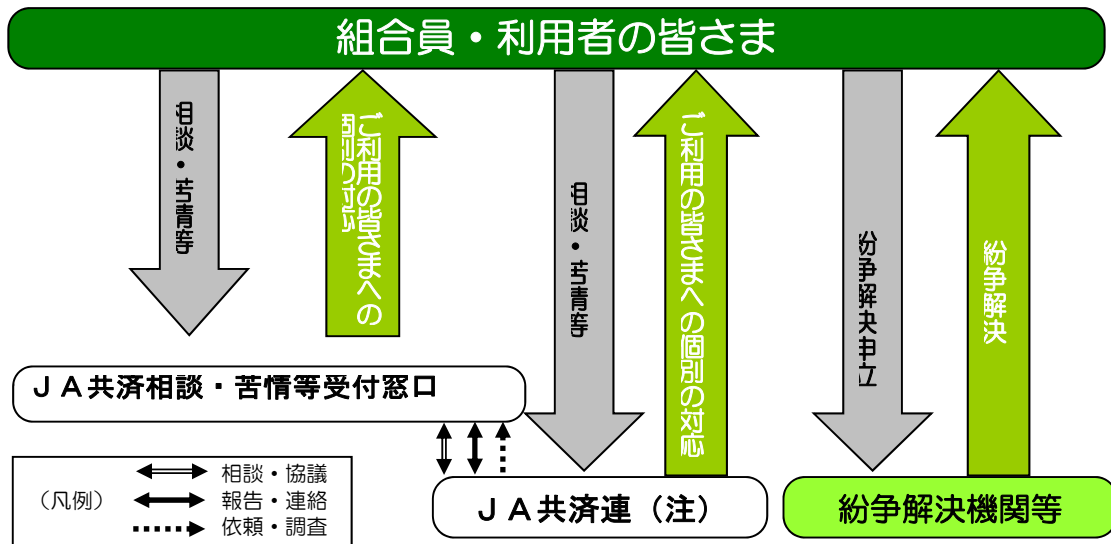 組合員・利用者の皆さま
相談・苦情等
ご利用の皆さまへの
個別の対応
相談・苦情等
ご利用の皆さまへの個別の対応
紛争解決申立
紛争解決
ＪＡ共済相談・苦情等受付窓口
(凡例)
相談・協議
報告・連絡
依頼・調査
ＪＡ共済連（注）
紛争解決機関等